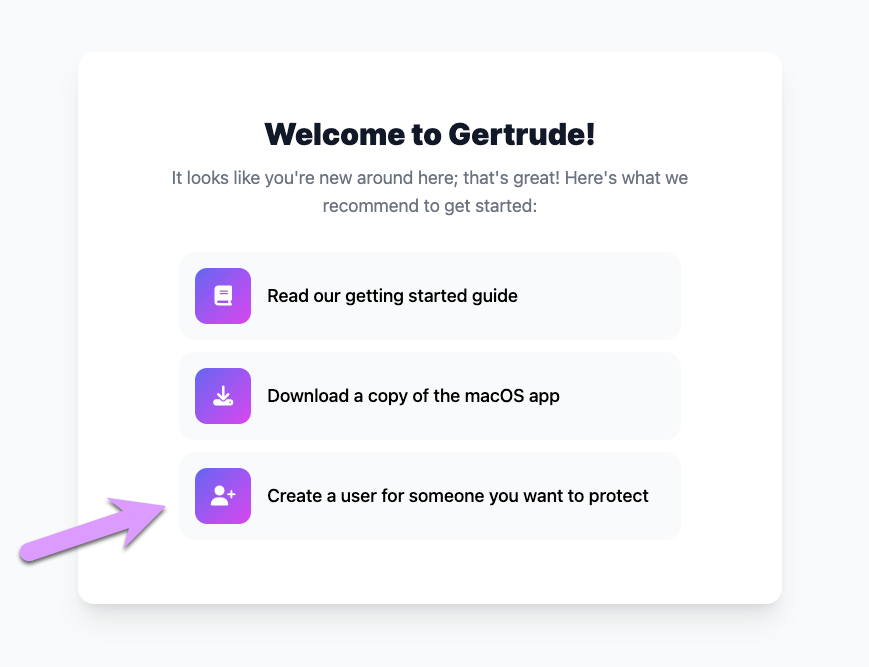 Welcome to Gertrude!
It looks like you're new around here; that's great! Here's what we
recommend to get started:
Read our getting started guide
Download a copy of the macOS app
Create a user for someone you want to protect